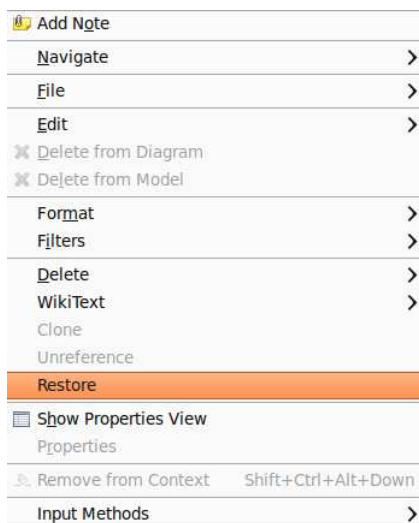 Add Note
Navigate
File
Edit
Delete from Diagram
Delete from Model
Format
Filters
Delete
WikiText
Clone
Unreference
Restore
Show Properties View
Properties
Remove from Context Shift+Ctrl+Alt+Down
Input Methods